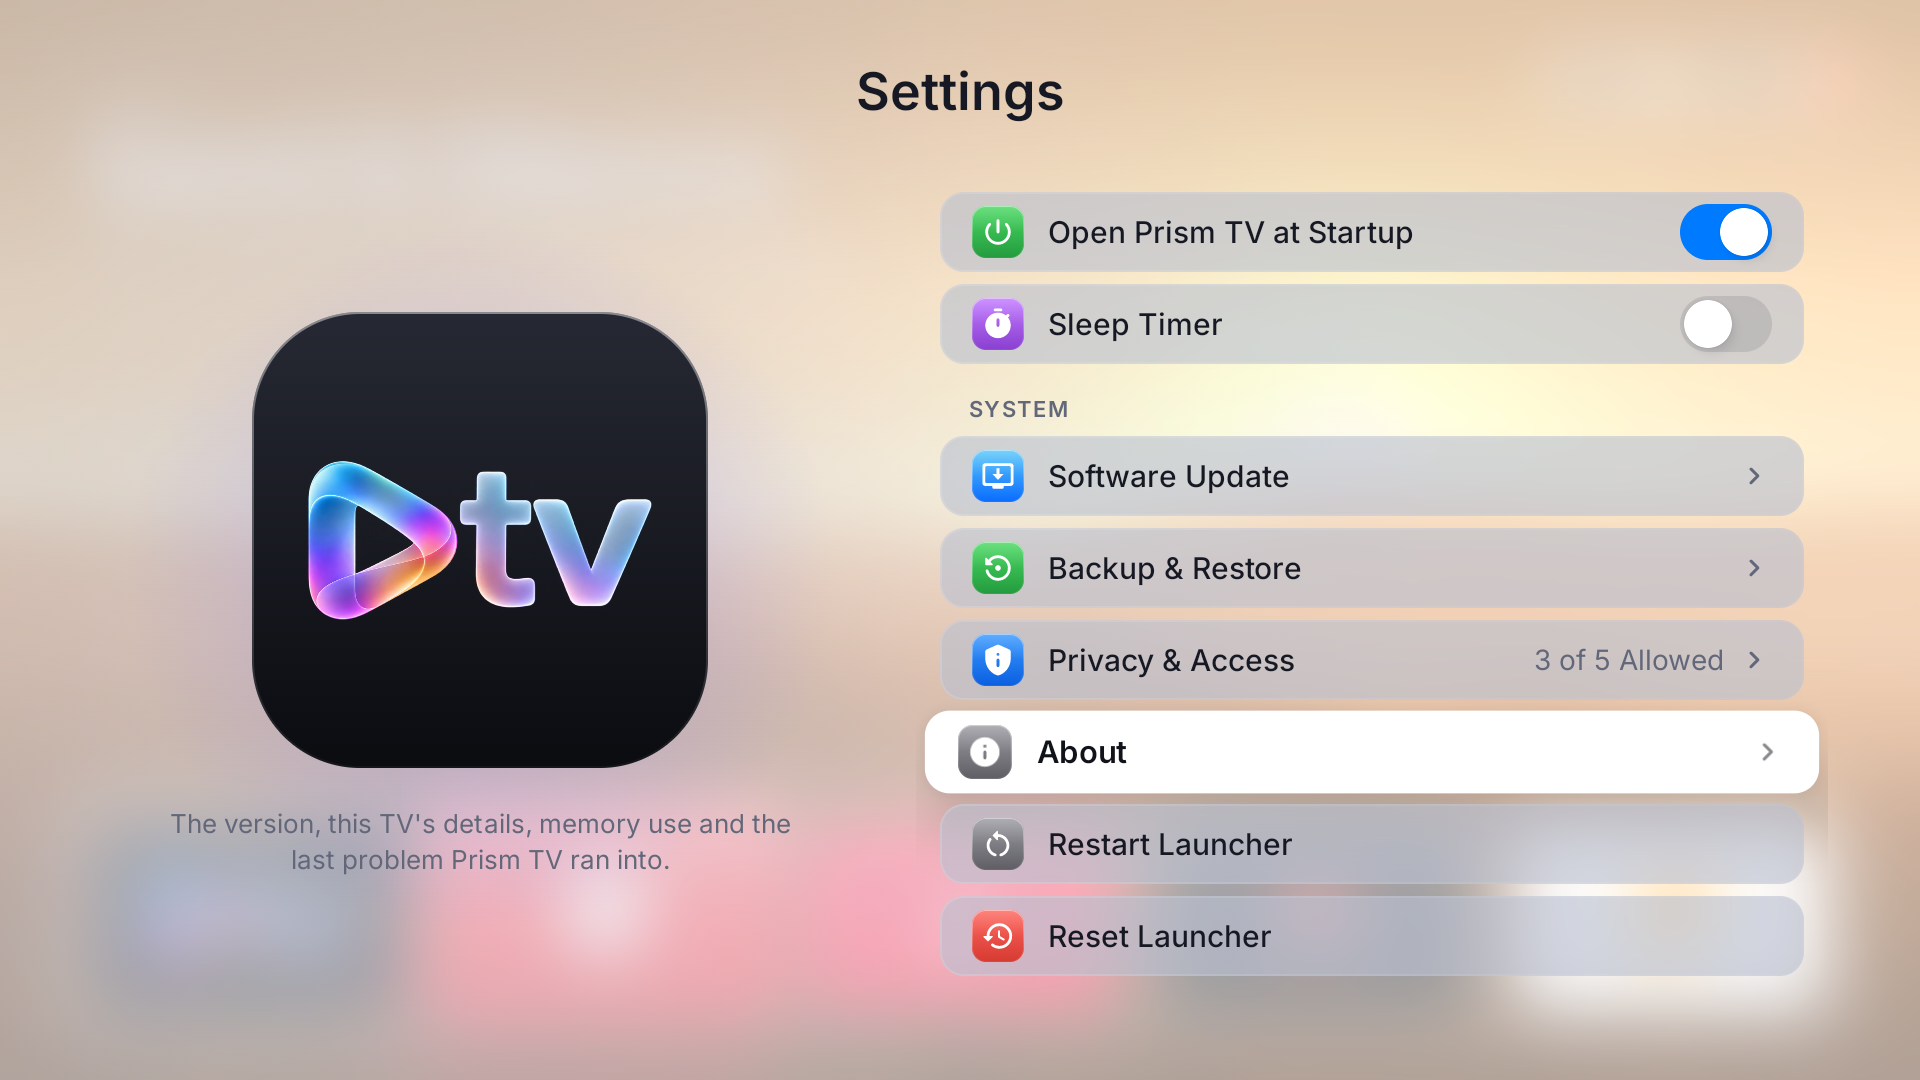 Settings
tv
The version, this TV's details, memory use and the
last problem Prism TV ran into.
Open Prism TV at Startup
Sleep Timer
SYSTEM
Software Update
Backup & Restore
Privacy & Access 3 of 5 Allowed
About
Restart Launcher
Reset Launcher